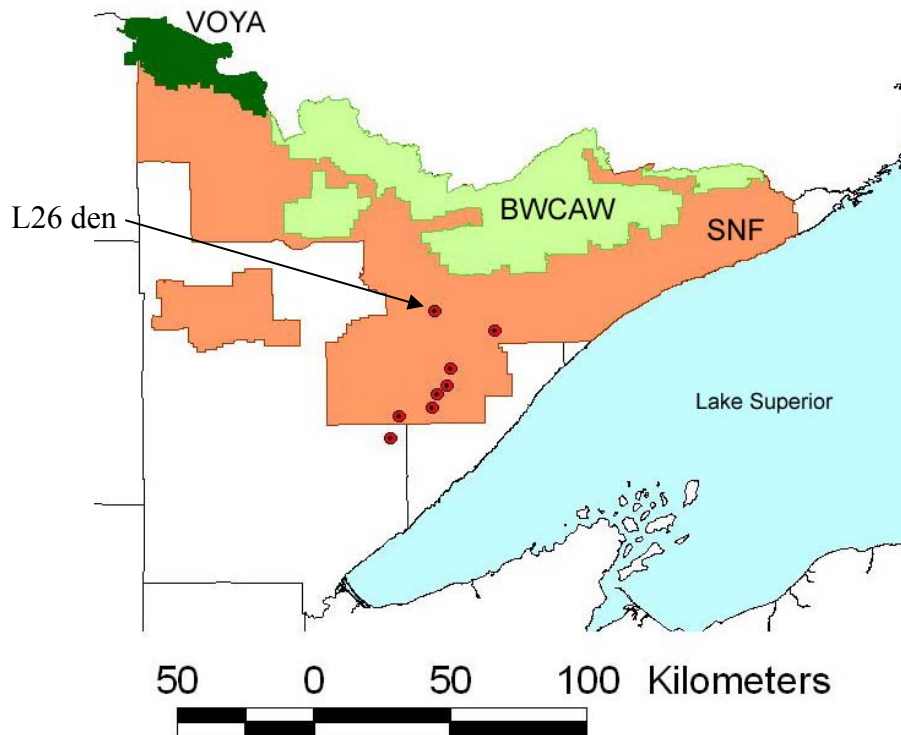 VOYA
L26 den
BWCAW
SNF
Lake Superior
50 0 50 100 Kilometers